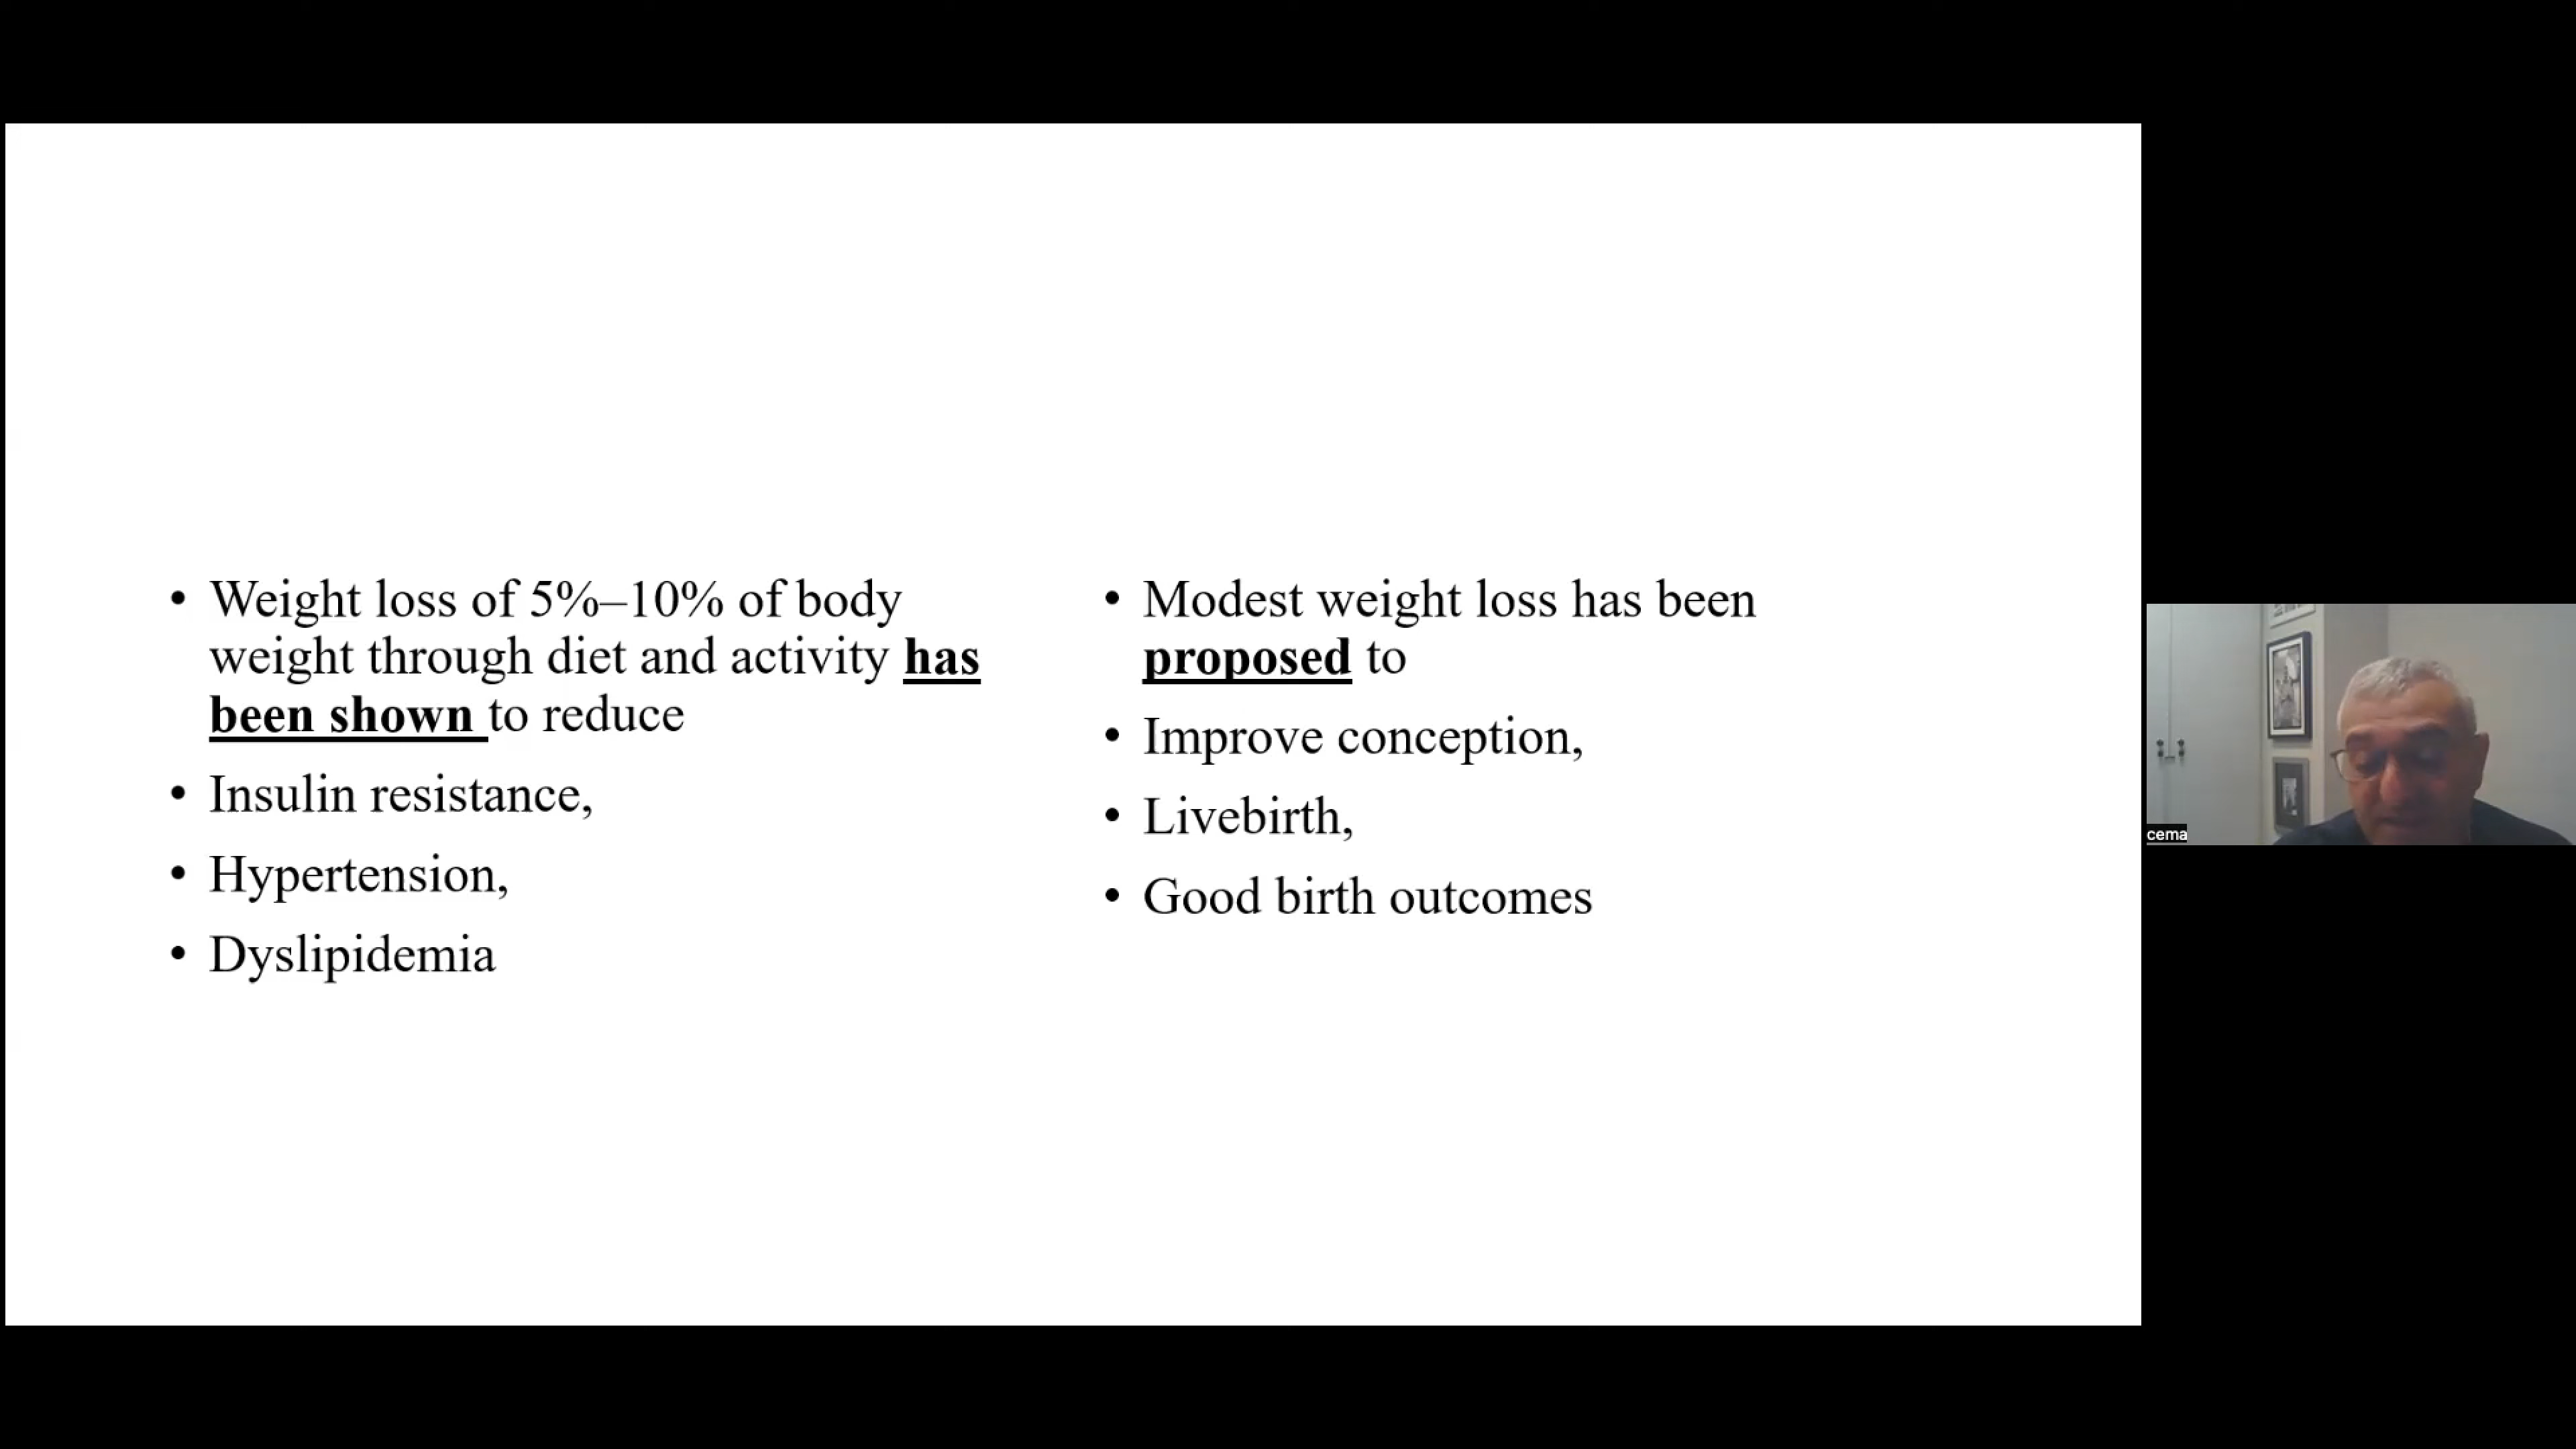 • Weight loss of 5%–10% of body
weight through diet and activity has
been shown to reduce
• Insulin resistance,
• Hypertension,
• Dyslipidemia
• Modest weight loss has been
proposed to
• Improve conception,
• Livebirth,
• Good birth outcomes
cema